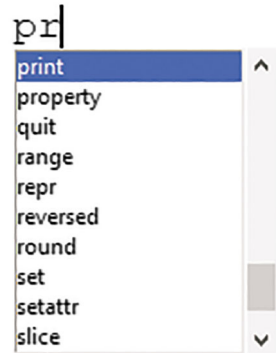 pr
print
property
quit
range
repr
reversed
round
set
setattr
slice